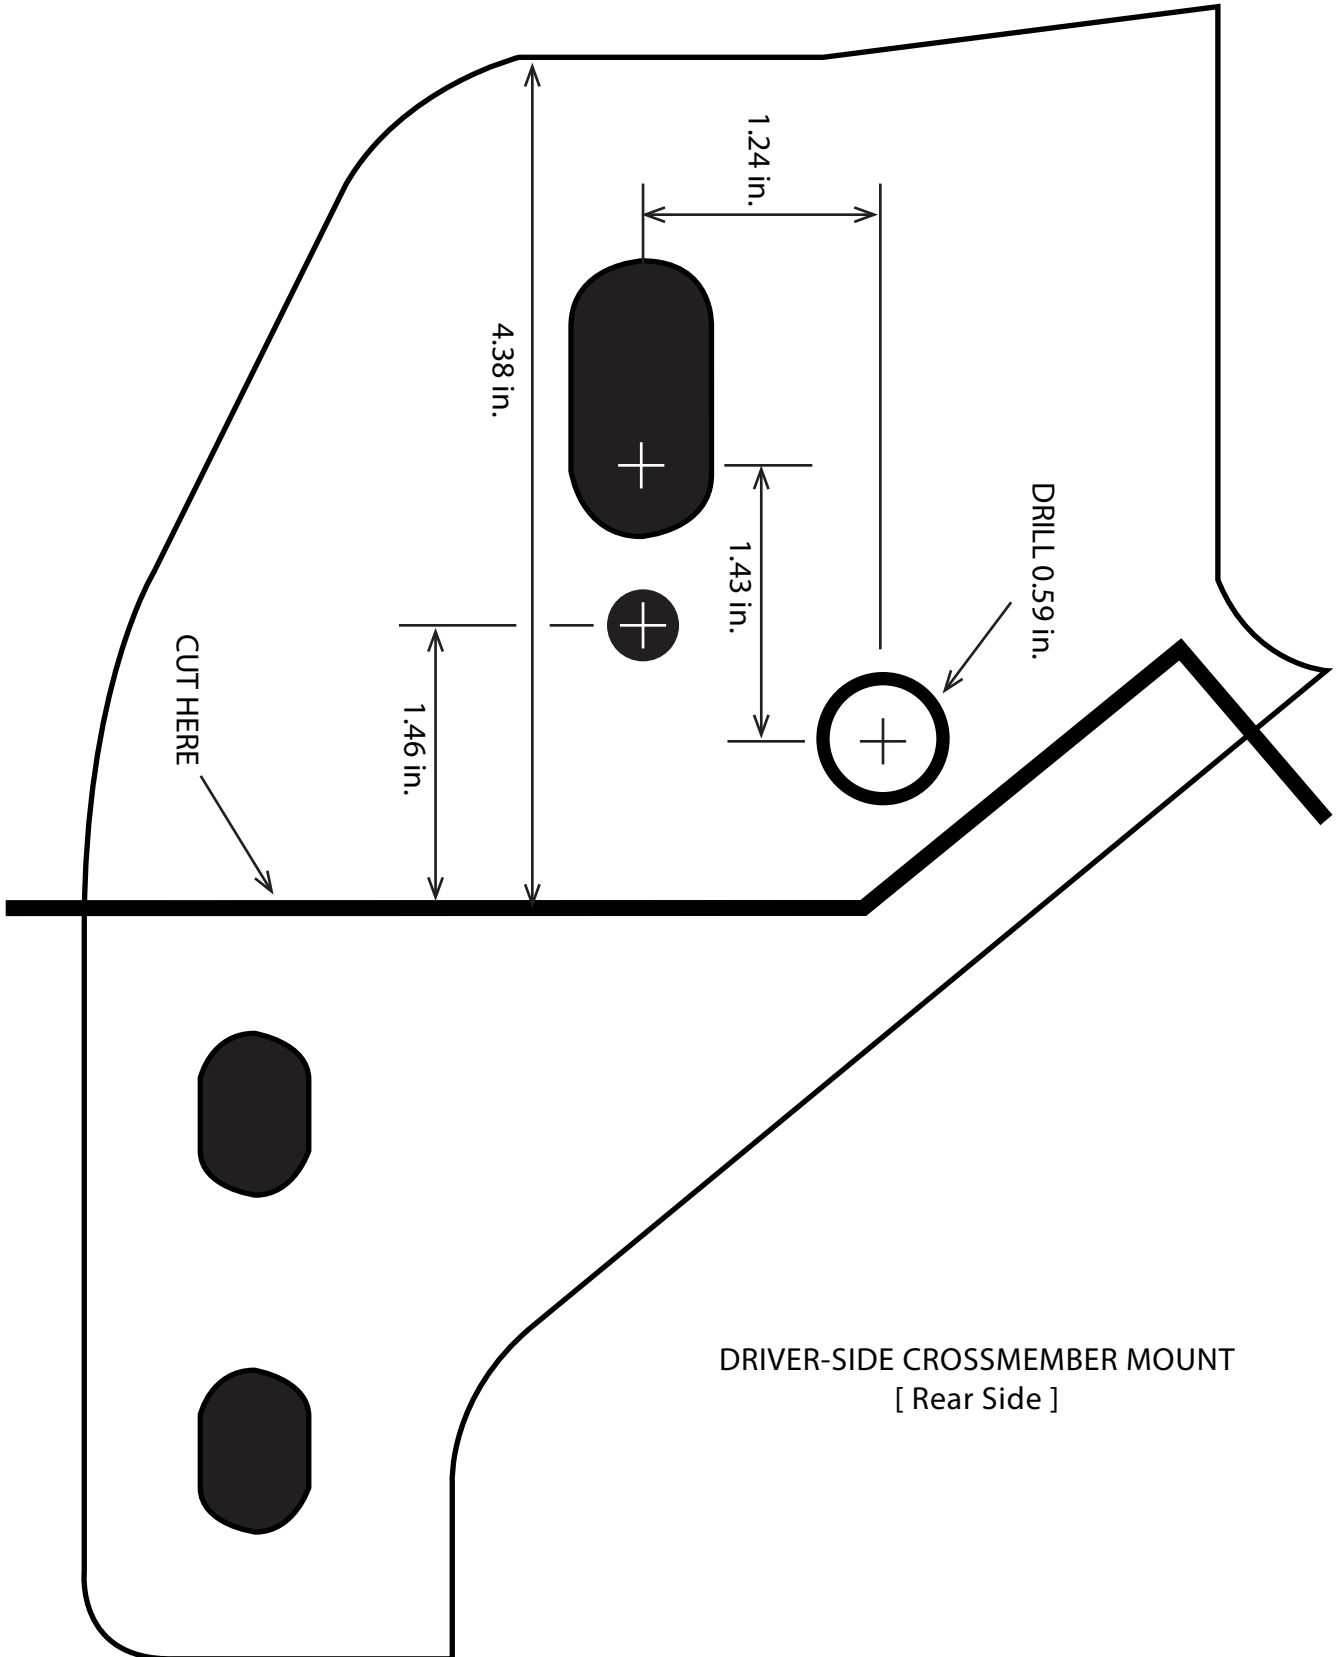 1.24 in.
4.38 in.
DRILL 0.59 in.
1.43 in.
CUT HERE
1.46 in.
DRIVER-SIDE CROSSMEMBER MOUNT
[ Rear Side ]